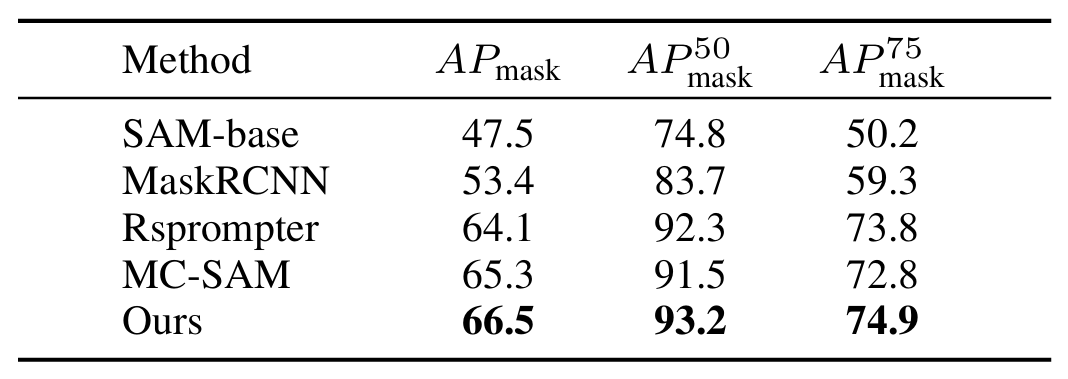 Method AP_mask AP^50_mask AP^75_mask
SAM-base 47.5 74.8 50.2
MaskRCNN 53.4 83.7 59.3
Rsprompter 64.1 92.3 73.8
MC-SAM 65.3 91.5 72.8
Ours 66.5 93.2 74.9